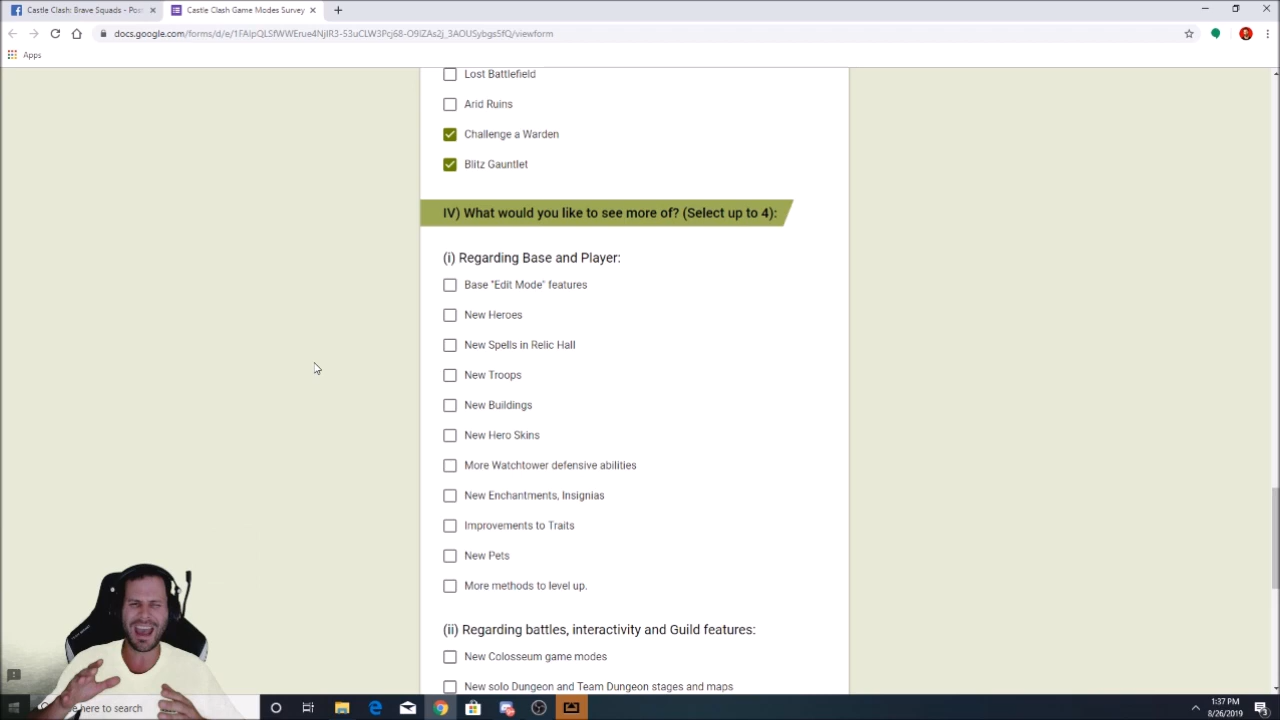 Castle Clash: Brave Squads - Pos
Castle Clash Game Modes Survey
docs.google.com/forms/d/e/1FAIpQLSfWWErue4NjIR3-53uCLW3Pcj68-O9IZAs2j_3AOUSybgs5fQ/viewform
Apps
Lost Battlefield
Arid Ruins
Challenge a Warden
Blitz Gauntlet
IV) What would you like to see more of? (Select up to 4):
(i) Regarding Base and Player:
Base "Edit Mode" features
New Heroes
New Spells in Relic Hall
New Troops
New Buildings
New Hero Skins
More Watchtower defensive abilities
New Enchantments, Insignias
Improvements to Traits
New Pets
More methods to level up.
(ii) Regarding battles, interactivity and Guild features:
New Colosseum game modes
New solo Dungeon and Team Dungeon stages and maps
here to search
1:37 PM
8/26/2019
3